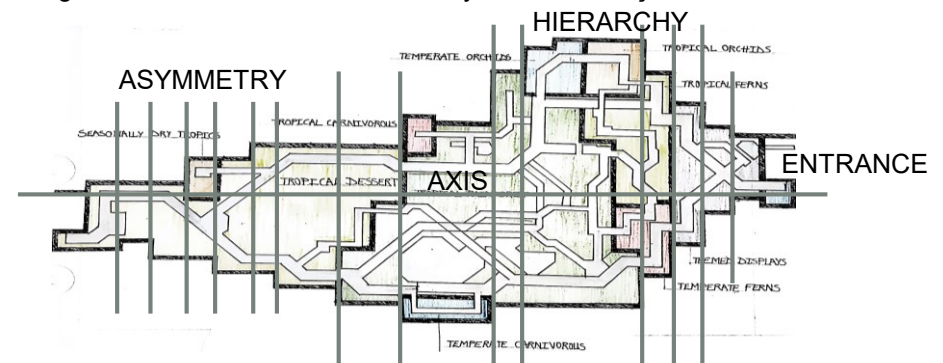 HIERARCHY
TEMPERATE ORCHIDS
TROPICAL ORCHIDS
ASYMMETRY
TROPICAL FERNS
SEASONALLY DRY TROPICS
TROPICAL CARNIVOROUS
ENTRANCE
TROPICAL DESSERT
AXIS
THEMED DISPLAYS
TEMPERATE FERNS
TEMPERATE CARNIVOROUS